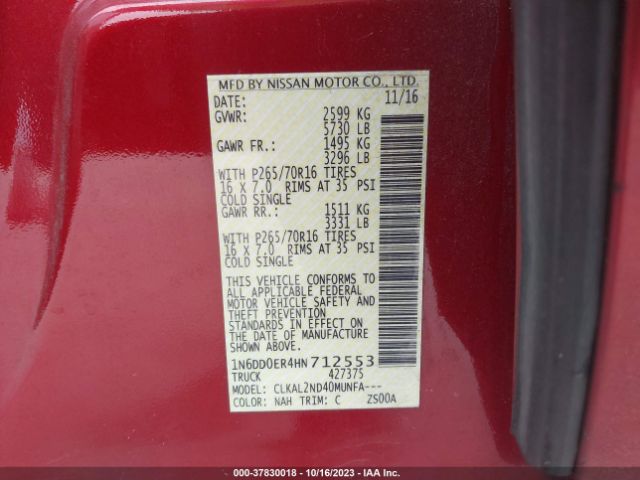 MFD BY NISSAN MOTOR CO., LTD.
DATE: 11/16
GVWR: 2599 KG
5730 LB
GAWR FR.: 1495 KG
3296 LB
WITH P265/70R16 TIRES
16 X 7.0 RIMS AT 35 PSI
COLD SINGLE
GAWR RR.: 1511 KG
3331 LB
WITH P265/70R16 TIRES
16 X 7.0 RIMS AT 35 PSI
COLD SINGLE
THIS VEHICLE CONFORMS TO
ALL APPLICABLE FEDERAL
MOTOR VEHICLE SAFETY AND
THEFT PREVENTION
STANDARDS IN EFFECT ON
THE DATE OF MANUFACTURE
SHOWN ABOVE.
1N6DD0ER4HN712553
TRUCK 427375
MODEL: CLKAL2ND40MUNFA---
COLOR: NAH TRIM: C ZS00A
000-37830018 | 10/16/2023 | IAA Inc.